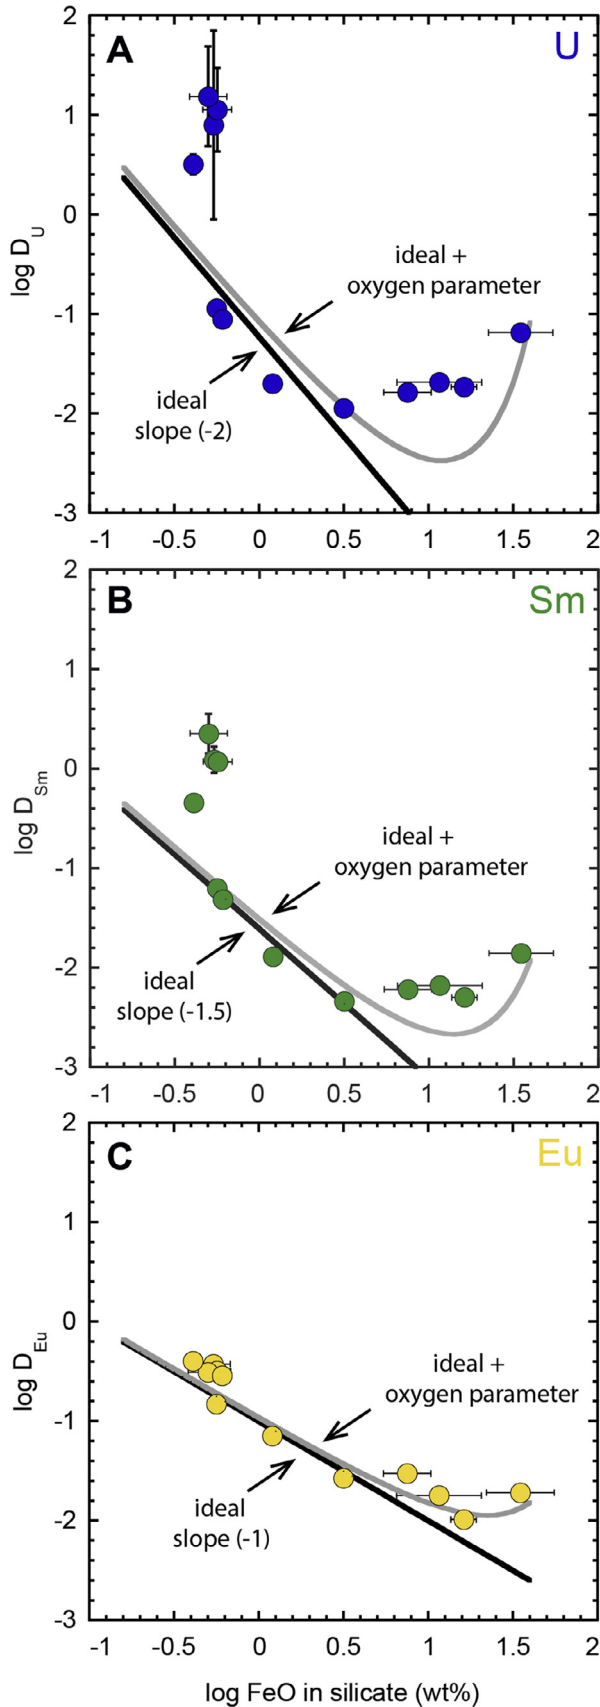 A
U
2
1
0
-1
-2
-3
log D_U
ideal +
oxygen parameter
ideal
slope (-2)
-1 -0.5 0 0.5 1 1.5 2
B
Sm
2
1
0
-1
-2
-3
log D_Sm
ideal +
oxygen parameter
ideal
slope (-1.5)
-1 -0.5 0 0.5 1 1.5 2
C
Eu
2
1
0
-1
-2
-3
log D_Eu
ideal +
oxygen parameter
ideal
slope (-1)
-1 -0.5 0 0.5 1 1.5 2
log FeO in silicate (wt%)